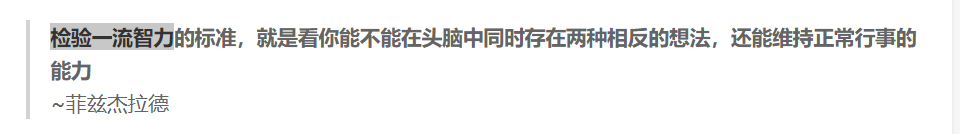 检验一流智力的标准，就是看你能不能在头脑中同时存在两种相反的想法，还能维持正常行事的
能力
~菲兹杰拉德